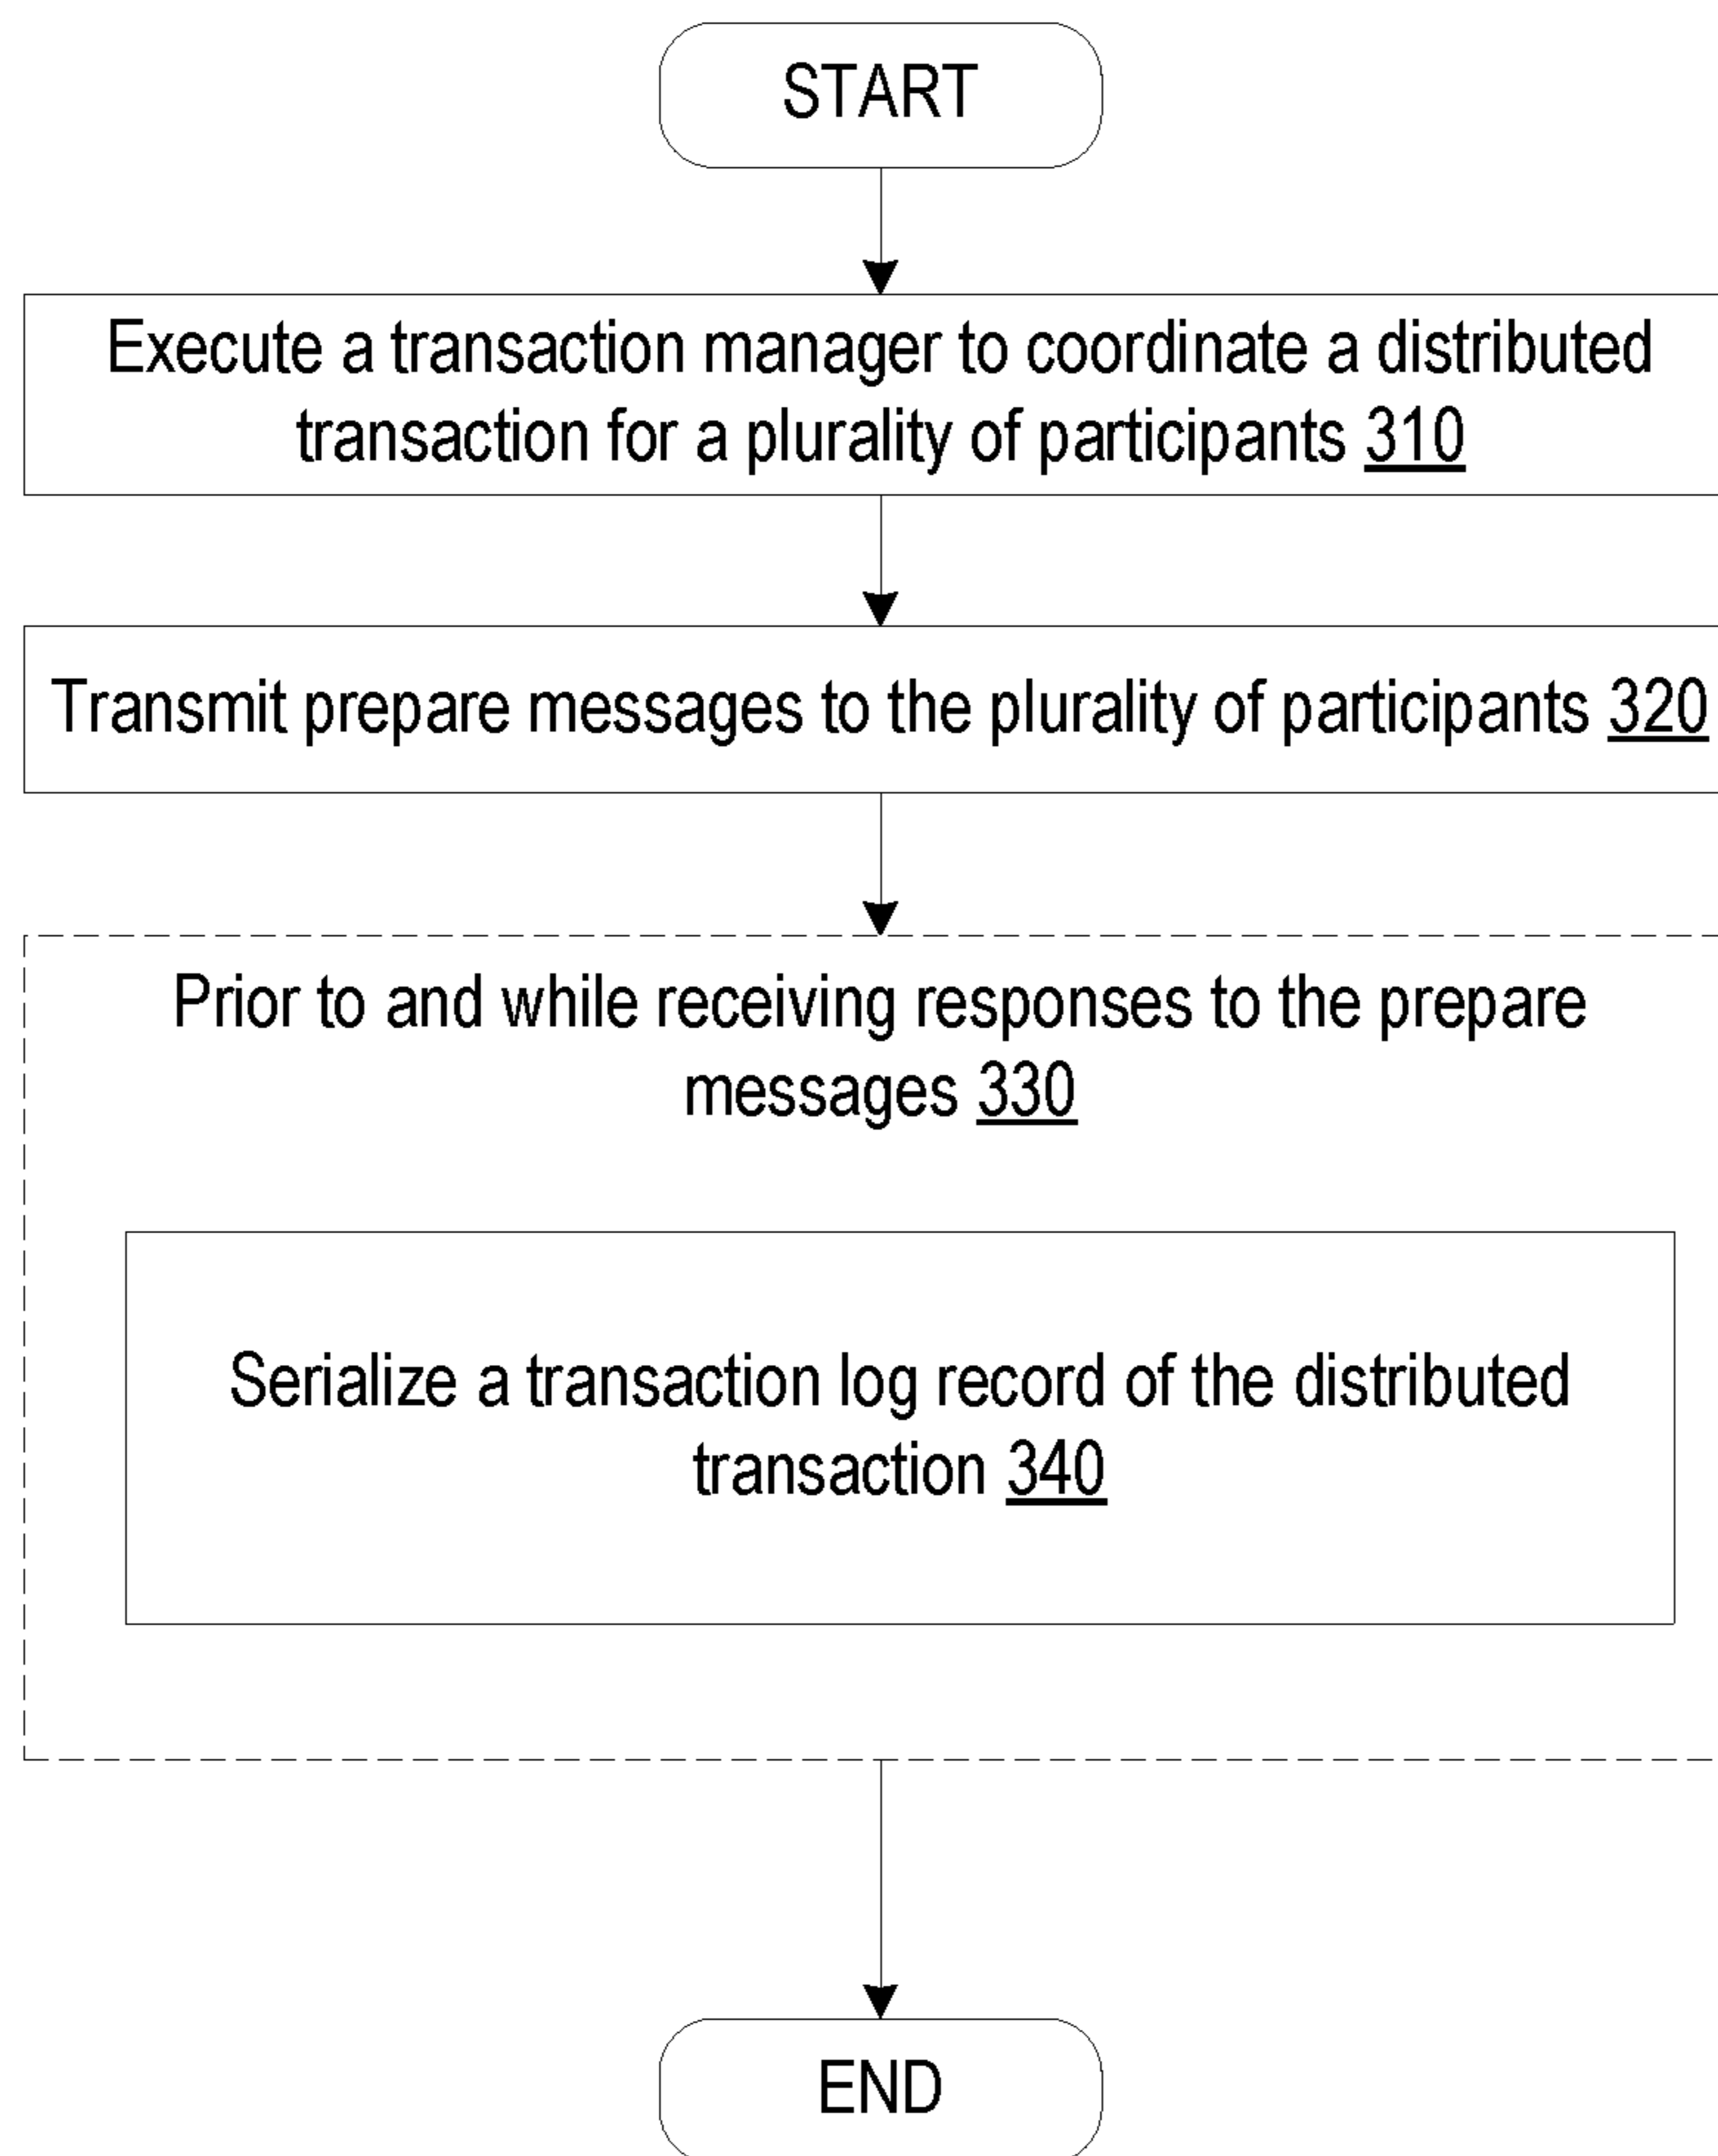 START
Execute a transaction manager to coordinate a distributed
transaction for a plurality of participants 310
Transmit prepare messages to the plurality of participants 320
Prior to and while receiving responses to the prepare
messages 330
Serialize a transaction log record of the distributed
transaction 340
END